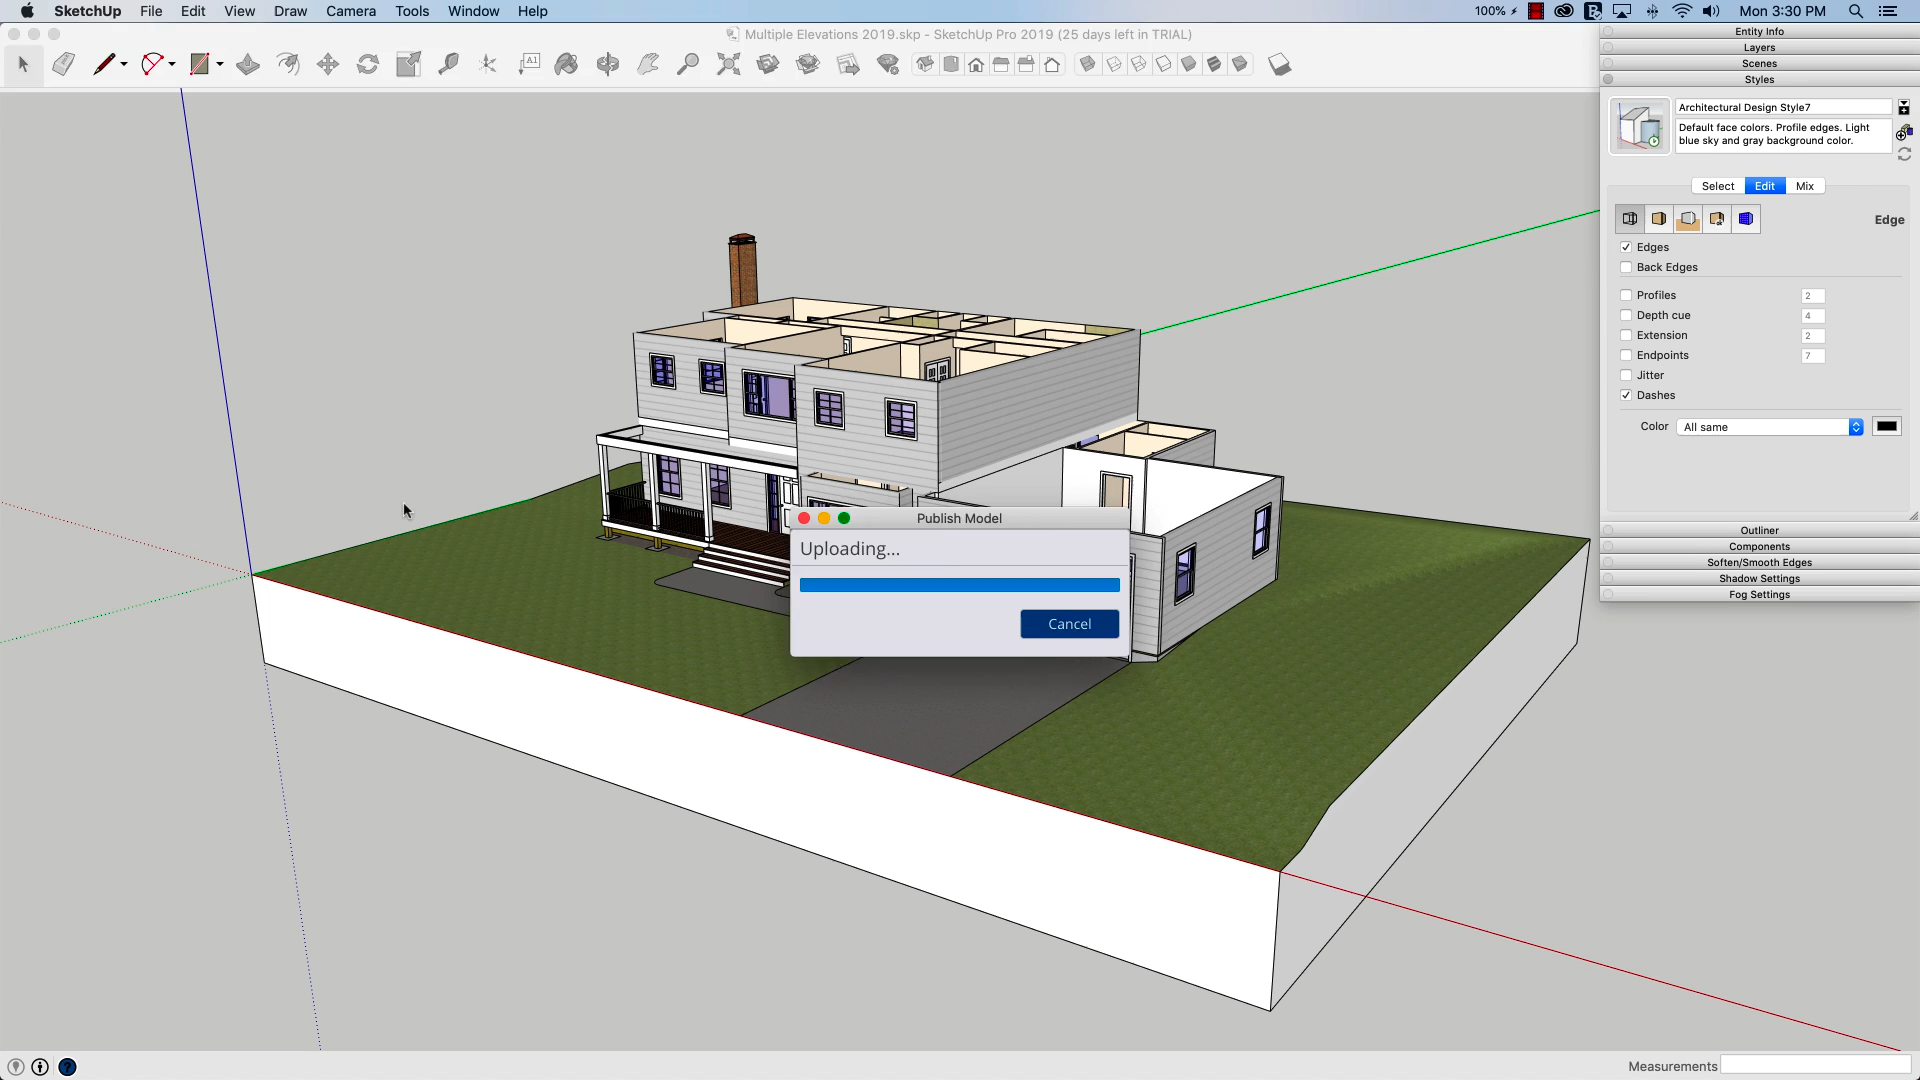 SketchUp File Edit View Draw Camera Tools Window Help 100% Mon 3:30 PM
Multiple Elevations 2019.skp - SketchUp Pro 2019 (25 days left in TRIAL)
A1
Entity Info
Layers
Scenes
Styles
Architectural Design Style7
Default face colors. Profile edges. Light
blue sky and gray background color.
Select Edit Mix
Edge
Edges
Back Edges
Profiles 2
Depth cue 4
Extension 2
Endpoints 7
Jitter
Dashes
Color All same
Outliner
Components
Soften/Smooth Edges
Shadow Settings
Fog Settings
Publish Model
Uploading...
Cancel
Measurements